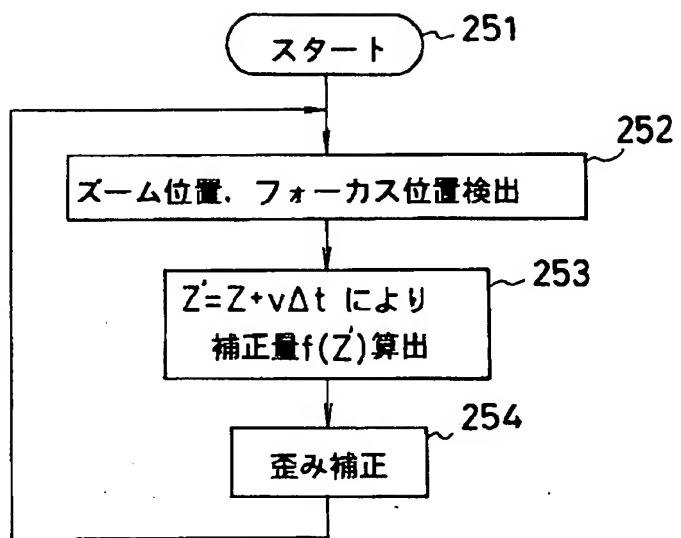 スタート
251
252
ズーム位置，フォーカス位置検出
253
Z'=Z+vΔt により
補正量f(Z')算出
254
歪み補正